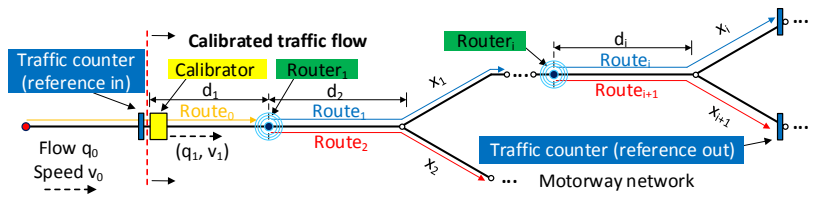 Calibrated traffic flow
Traffic counter
(reference in)
Calibrator
Router₁
d₁
d₂
Route₀
Route₁
Route₂
x₁
x₂
Flow q₀
Speed v₀
(q₁, v₁)
...
...
Routerᵢ
dᵢ
Routeᵢ
Routeᵢ₊₁
xᵢ
xᵢ₊₁
...
...
Traffic counter (reference out)
Motorway network